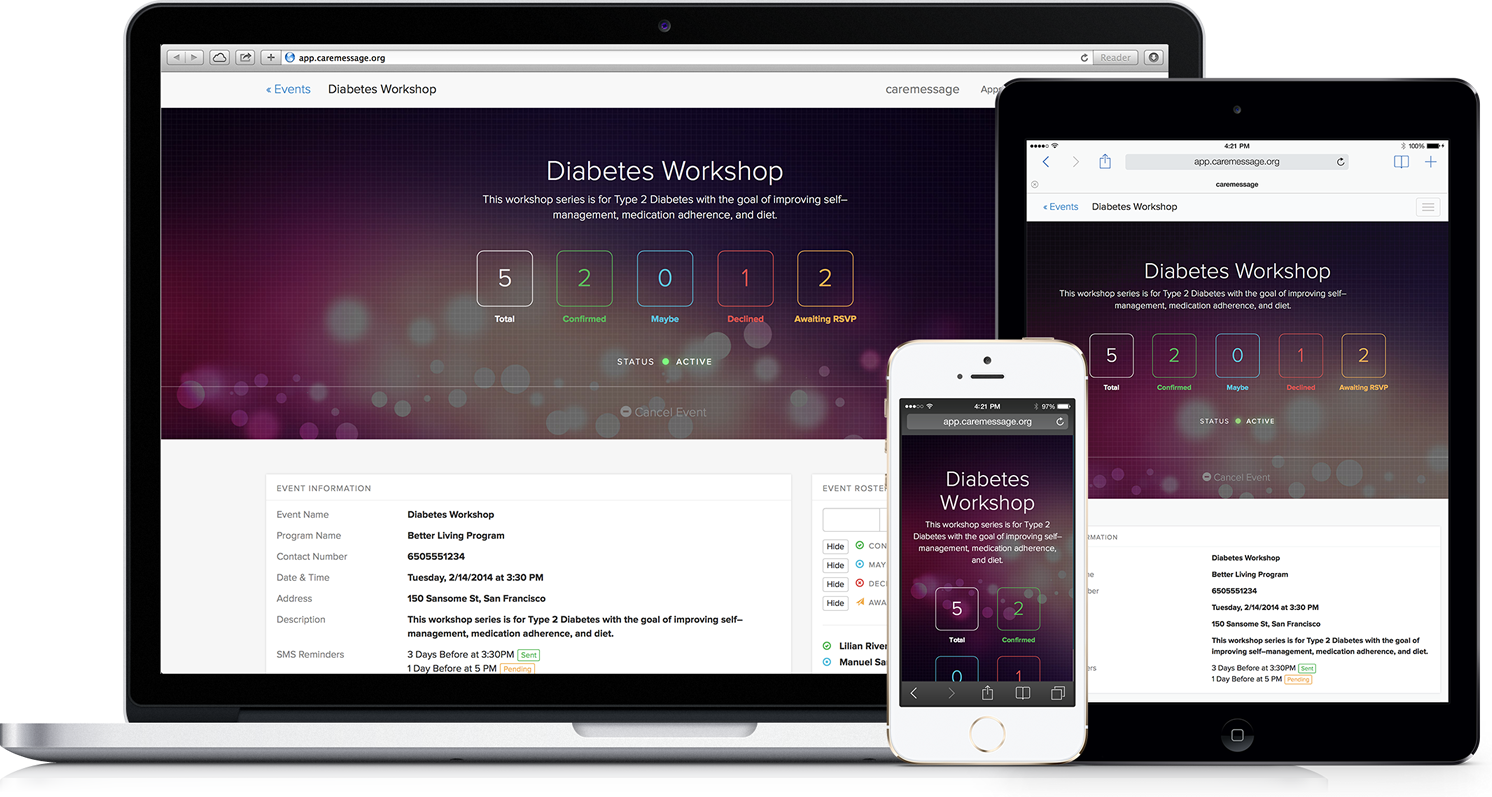 app.caremessage.org
Reader
« Events
Diabetes Workshop
caremessage
Diabetes Workshop
This workshop series is for Type 2 Diabetes with the goal of improving self–
management, medication adherence, and diet.
5 2 0 1 2
Total Confirmed Maybe Declined Awaiting RSVP
STATUS ACTIVE
Cancel Event
EVENT INFORMATION
Event Name Diabetes Workshop
Program Name Better Living Program
Contact Number 6505551234
Date & Time Tuesday, 2/14/2014 at 3:30 PM
Address 150 Sansome St, San Francisco
Description This workshop series is for Type 2 Diabetes with the goal of improving self–
management, medication adherence, and diet.
SMS Reminders 3 Days Before at 3:30PM Sent
1 Day Before at 5 PM Pending
EVENT ROSTE
Hide CON
Hide MAY
Hide DEC
Hide AWA
Lilian River
Manuel Sa
4:21 PM 97%
app.caremessage.org
Diabetes
Workshop
This workshop series is for Type 2
Diabetes with the goal of improving self–
management, medication adherence,
and diet.
5 2
Total Confirmed
0 1
4:21 PM 100%
app.caremessage.org
caremessage
« Events Diabetes Workshop
Diabetes Workshop
This workshop series is for Type 2 Diabetes with the goal of improving self–
management, medication adherence, and diet.
5 2 0 1 2
Total Confirmed Maybe Declined Awaiting RSVP
STATUS ACTIVE
Cancel Event
RMATION
Diabetes Workshop
Better Living Program
6505551234
Tuesday, 2/14/2014 at 3:30 PM
150 Sansome St, San Francisco
This workshop series is for Type 2 Diabetes with the goal of
improving self–management, medication adherence, and diet.
3 Days Before at 3:30PM Sent
1 Day Before at 5 PM Pending